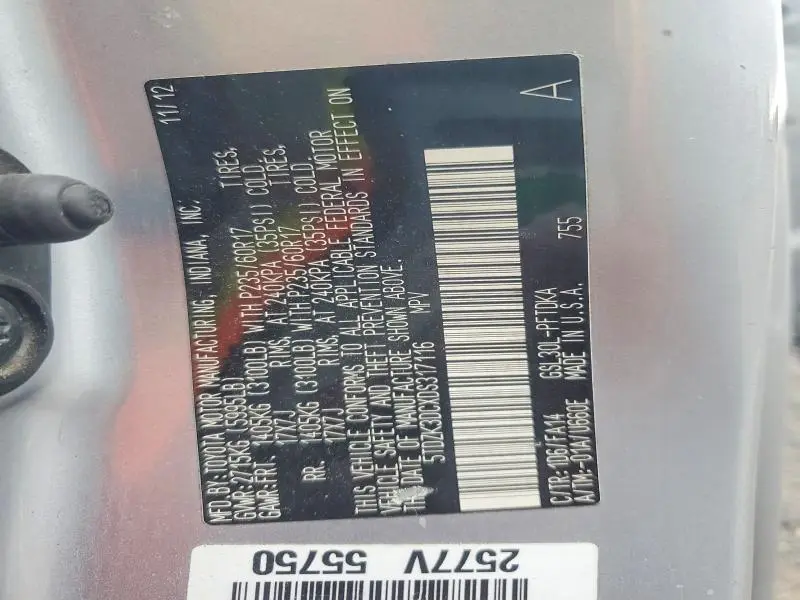 MFD. BY: TOYOTA MOTOR MANUFACTURING, INDIANA, INC. 11/12
GVWR: 2715KG (5995LB)
GAWR: FRT. 1405KG (3100LB) WITH P235/60R17 TIRES,
17X7J RIMS, AT 240KPA (35PSI) COLD.
RR. 1405KG (3100LB) WITH P235/60R17 TIRES,
17X7J RIMS, AT 240KPA (35PSI) COLD.
THIS VEHICLE CONFORMS TO ALL APPLICABLE FEDERAL MOTOR
VEHICLE SAFETY AND THEFT PREVENTION STANDARDS IN EFFECT ON
THE DATE OF MANUFACTURE SHOWN ABOVE.
MPV
C/TR: 1D6/FA14 GSL30L-PFTDKA
A/TM: -01A/U660E MADE IN U.S.A. 755 A
2577V
55750